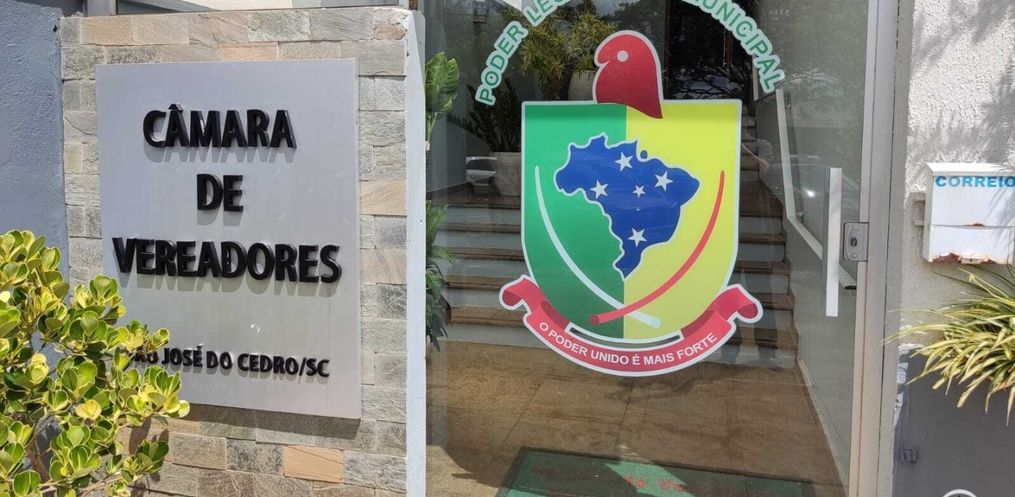 CÂMARA
DE
VEREADORES
JOSÉ DO CEDRO/SC
PODER
O PODER UNIDO É MAIS FORTE
CORREIO